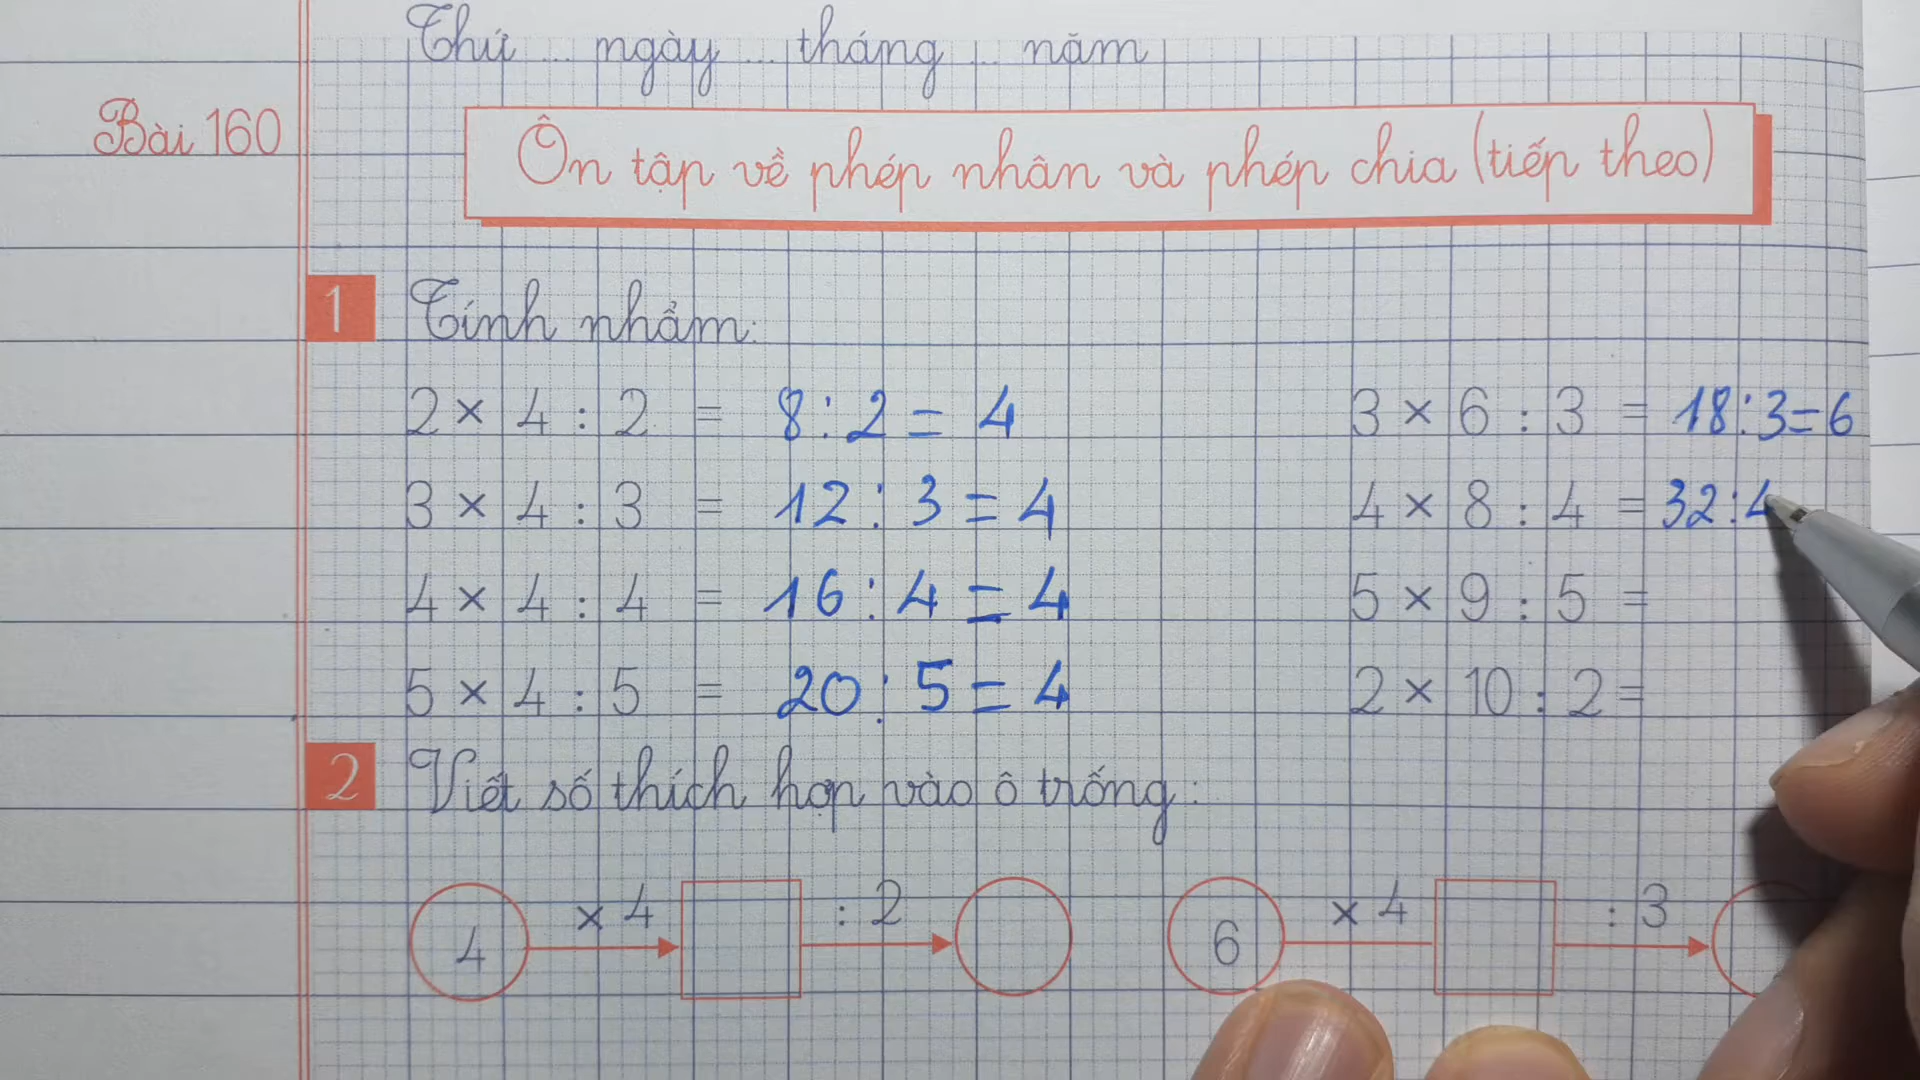 Thứ ... ngày ... tháng ... năm
Bài 160
Ôn tập về phép nhân và phép chia (tiếp theo)
1 Tính nhẩm:
2 × 4 : 2 = 8 : 2 = 4
3 × 6 : 3 = 18 : 3 = 6
3 × 4 : 3 = 12 : 3 = 4
4 × 8 : 4 = 32 : 4
4 × 4 : 4 = 16 : 4 = 4
5 × 9 : 5 =
5 × 4 : 5 = 20 : 5 = 4
2 × 10 : 2 =
2 Viết số thích hợp vào ô trống:
4 × 4 : 2
6 × 4 : 3